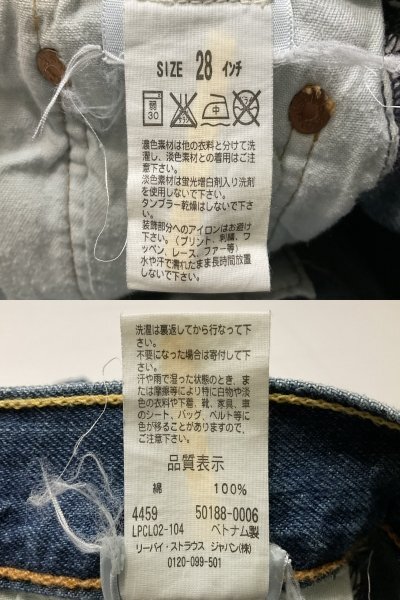 SIZE 28 インチ
弱
30
エンソサラシ
中
ドライ
濃色素材は他の衣料と分けて洗
濯し、淡色素材との着用はご注
意下さい。
淡色素材は蛍光増白剤入り洗剤
を使用しないで下さい。
タンブラー乾燥はしないで下さい。
装飾部分へのアイロンはお避け
下さい。(プリント、刺繍、ワ
ッペン、レース、ファー等)
水や汗で濡れたまま長時間放置
しないで下さい。
洗濯は裏返してから行なって下
さい。
不要になった場合は寄付して下
さい。
汗や雨で湿った状態のとき、ま
たは摩擦等により特に白物や淡
色の衣料や下着、靴、家具、車
のシート、バッグ、ベルト等に
色が移ることがありますので、
ご注意下さい。
品質表示
綿 100%
4459 50188-0006
LPCL02-104 ベトナム製
リーバイ・ストラウス ジャパン(株)
0120-099-501